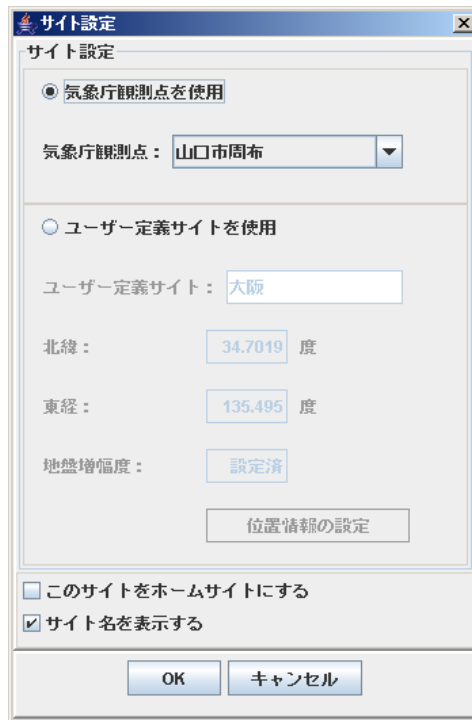 サイト設定
サイト設定
気象庁観測点を使用
気象庁観測点： 山口市周布
ユーザー定義サイトを使用
ユーザー定義サイト： 大阪
北緯： 34.7019 度
東経： 135.495 度
地盤増幅度： 設定済
位置情報の設定
このサイトをホームサイトにする
サイト名を表示する
OK キャンセル